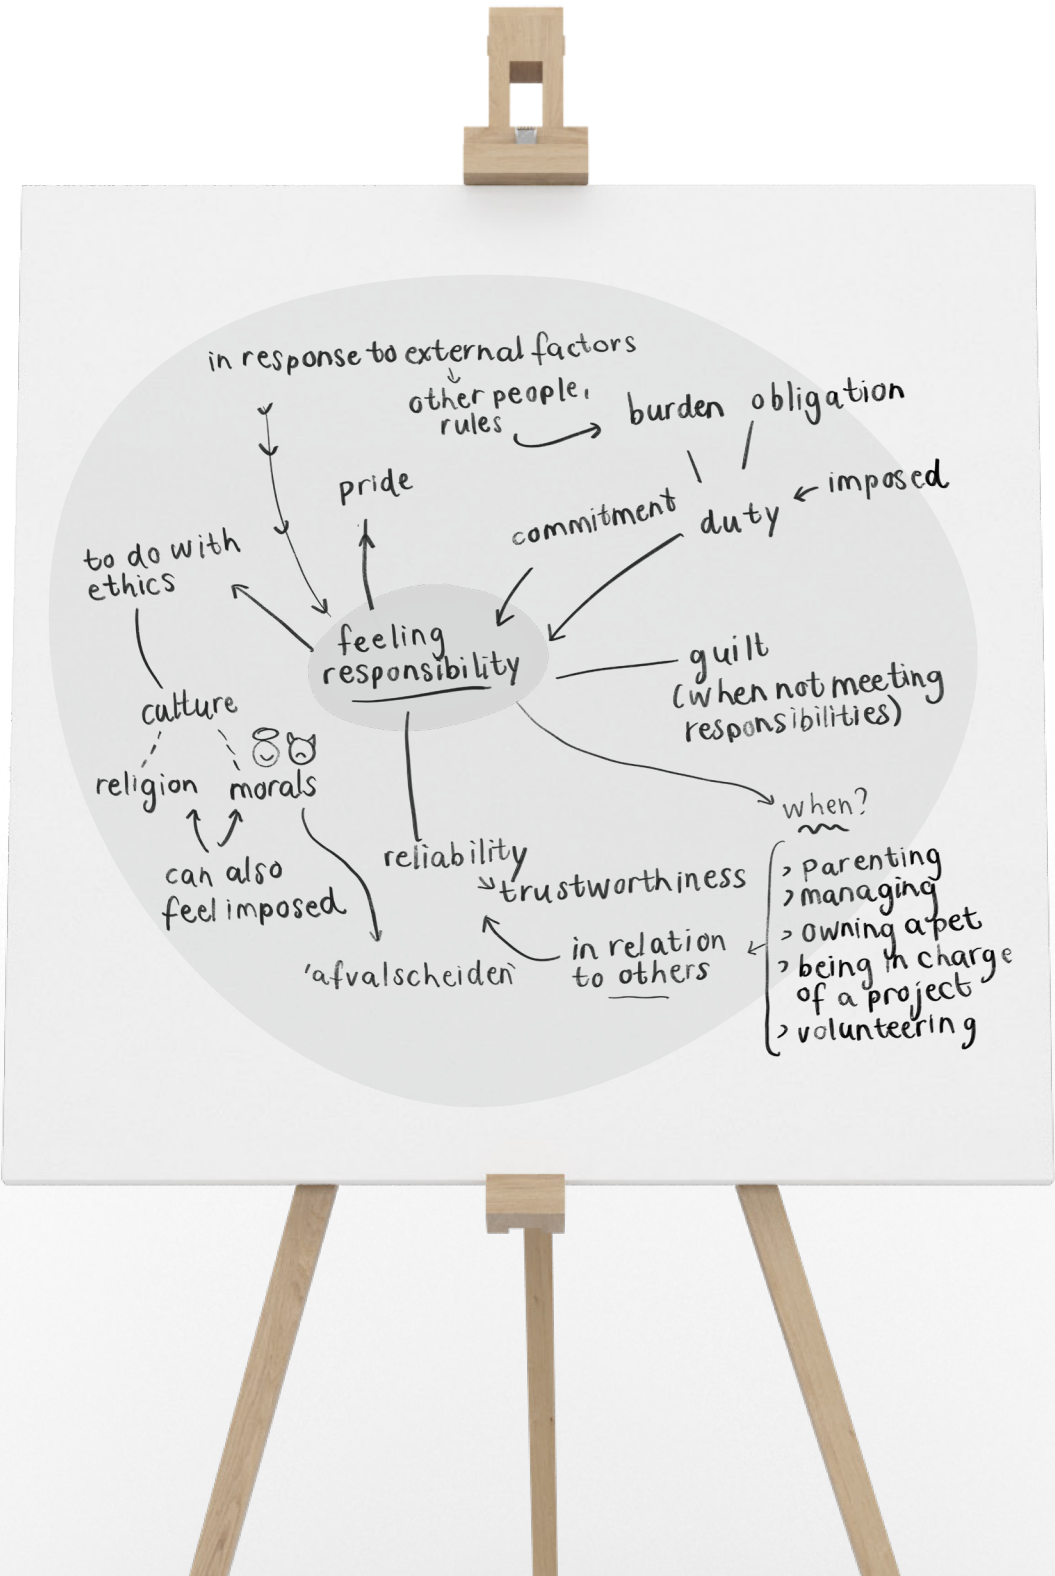 in response to external factors
other people,
rules
burden
obligation
pride
imposed
commitment
duty
to do with
ethics
feeling
responsibility
guilt
(when not meeting
responsibilities)
culture
religion
morals
when?
can also
feel imposed
reliability
trustworthiness
› parenting
› managing
› owning a pet
› being in charge
of a project
› volunteering
in relation
to others
'afvalscheiden'